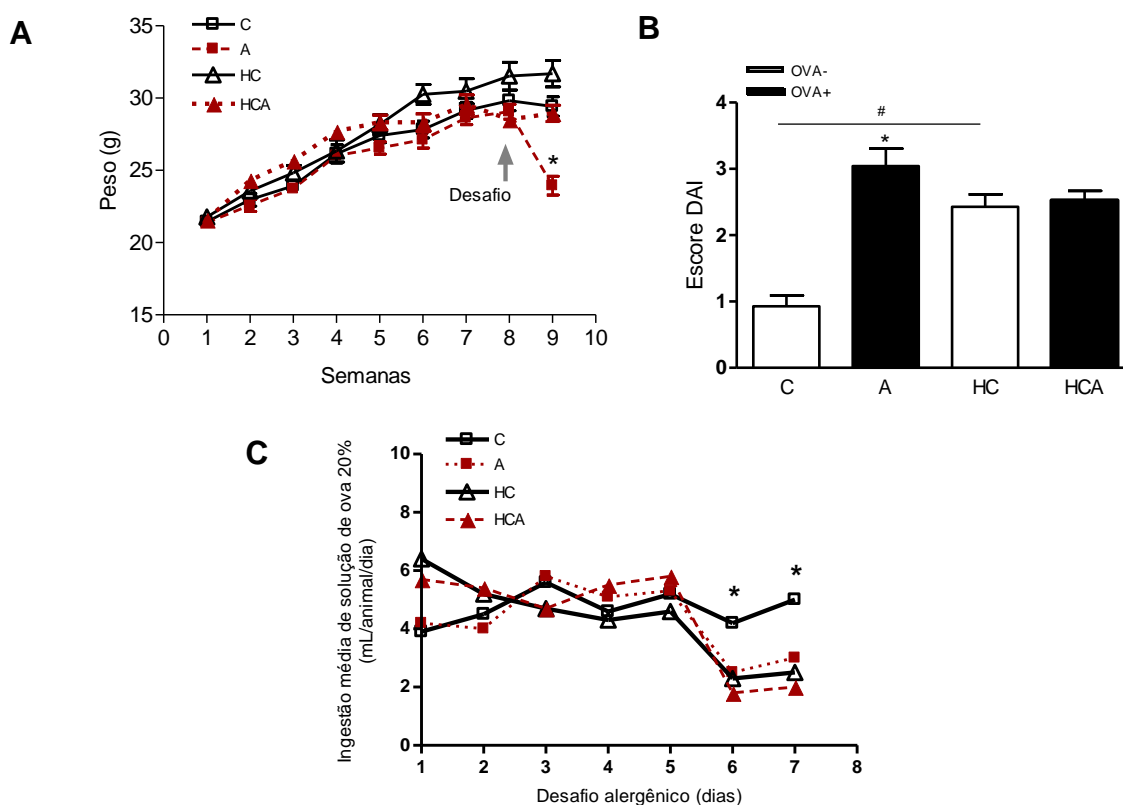 A
C
A
HC
HCA
35
30
25
20
15
Peso (g)
*
Desafio
0 1 2 3 4 5 6 7 8 9 10
Semanas
B
OVA-
OVA+
#
*
4
3
2
1
0
Escore DAI
C A HC HCA
C
C
A
HC
HCA
10
8
6
4
2
0
Ingestão média de solução de ova 20%
(mL/animal/dia)
* *
1 2 3 4 5 6 7 8
Desafio alergênico (dias)